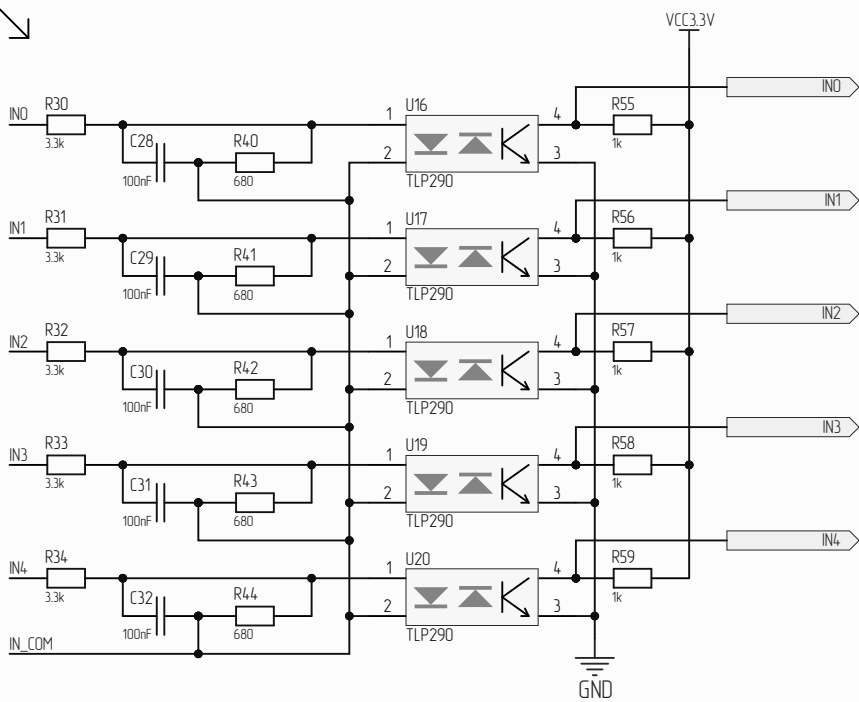 VCC3.3V
IN0 R30 3.3k C28 100nF R40 680 1 2 U16 TLP290 4 3 R55 1k IN0
IN1 R31 3.3k C29 100nF R41 680 1 2 U17 TLP290 4 3 R56 1k IN1
IN2 R32 3.3k C30 100nF R42 680 1 2 U18 TLP290 4 3 R57 1k IN2
IN3 R33 3.3k C31 100nF R43 680 1 2 U19 TLP290 4 3 R58 1k IN3
IN4 R34 3.3k C32 100nF R44 680 1 2 U20 TLP290 4 3 R59 1k IN4
IN_COM
GND